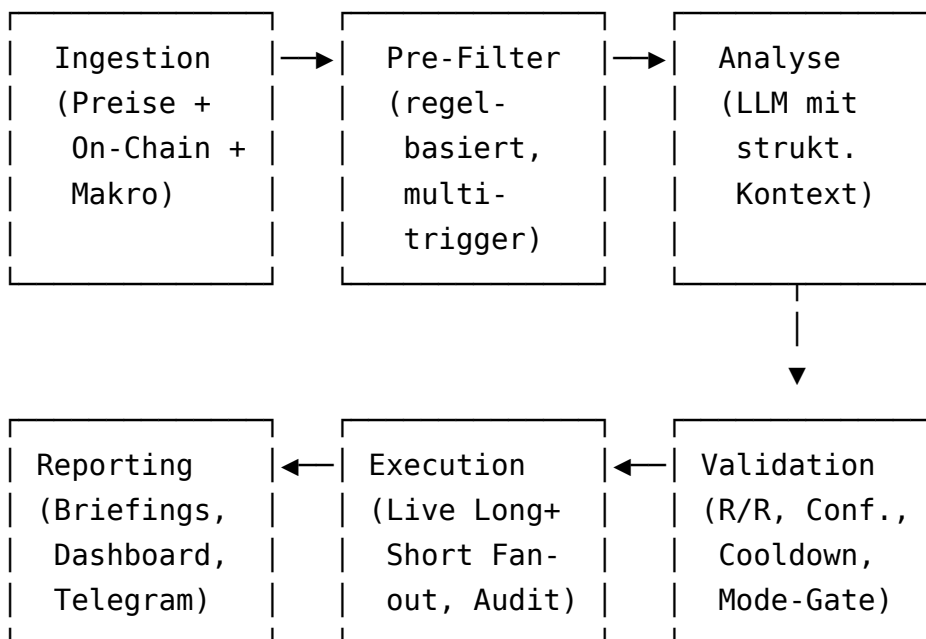 Ingestion
(Preise +
On-Chain +
Makro)
Pre-Filter
(regel-
basiert,
multi-
trigger)
Analyse
(LLM mit
strukt.
Kontext)
Reporting
(Briefings,
Dashboard,
Telegram)
Execution
(Live Long+
Short Fan-
out, Audit)
Validation
(R/R, Conf.,
Cooldown,
Mode-Gate)